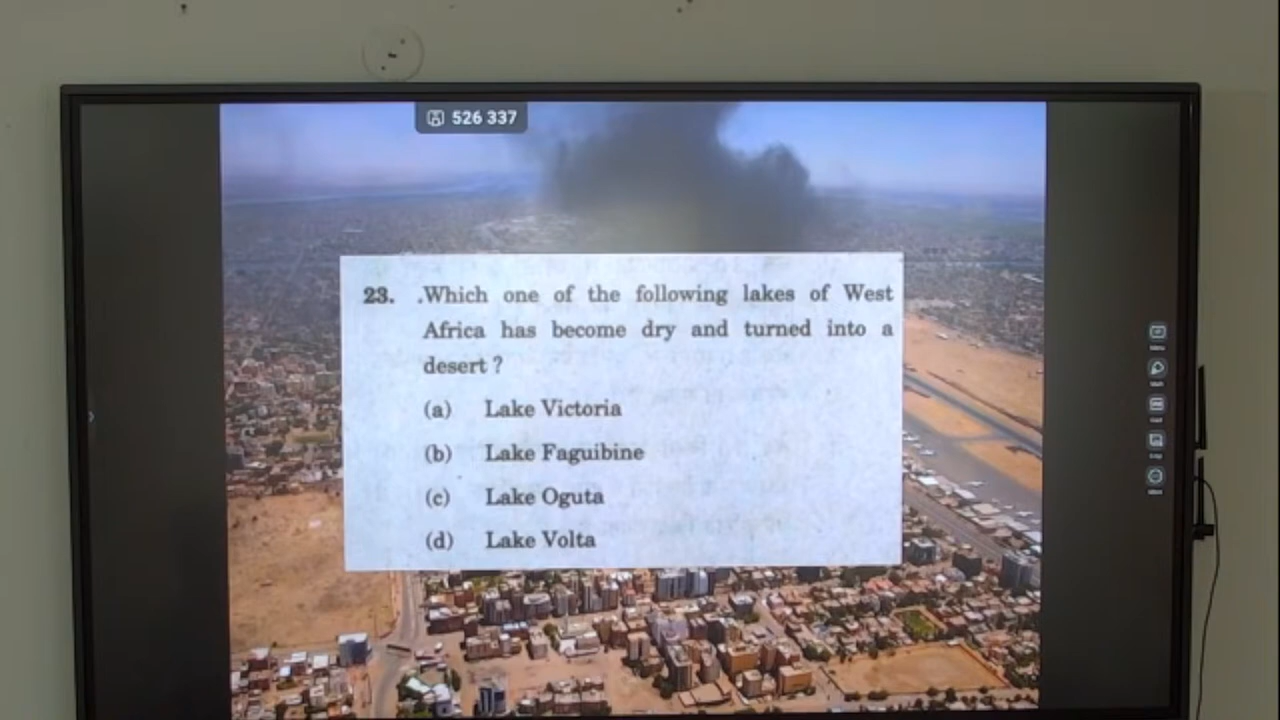 526 337
23. .Which one of the following lakes of West
Africa has become dry and turned into a
desert ?
(a) Lake Victoria
(b) Lake Faguibine
(c) Lake Oguta
(d) Lake Volta